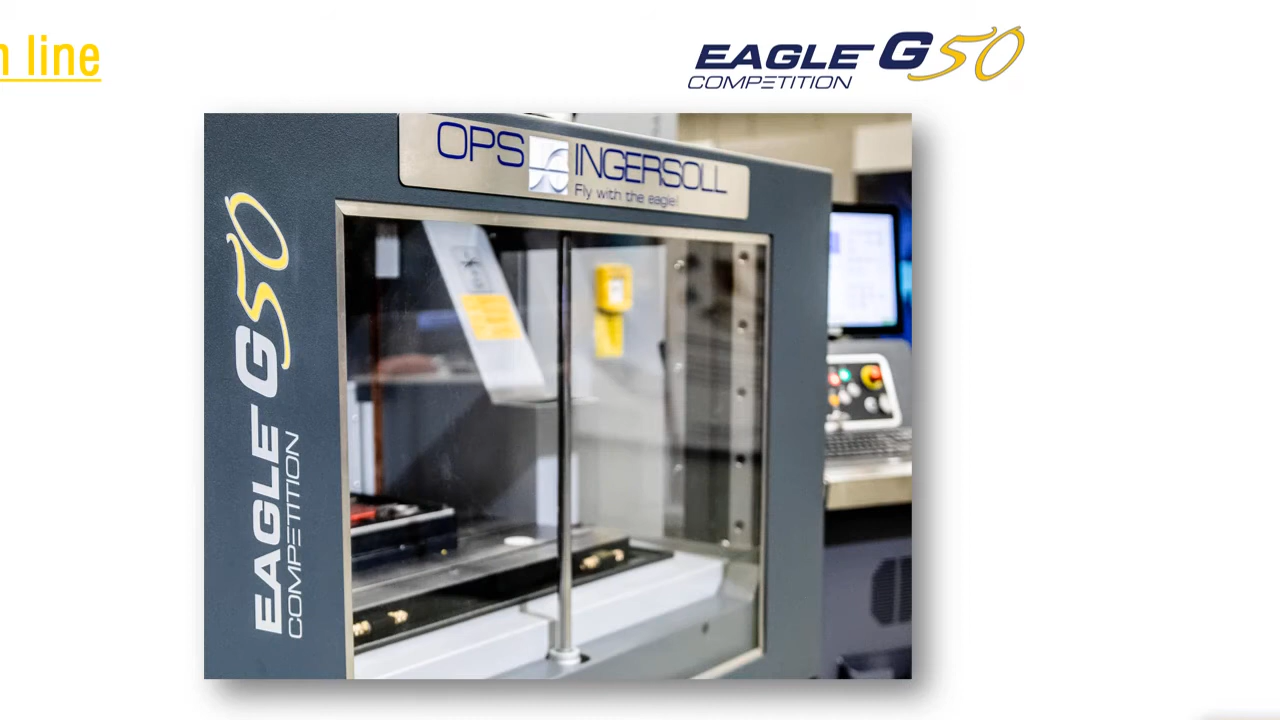 n line
EAGLE G50
COMPETITION
OPS INGERSOLL
Fly with the eagle!
EAGLE G50
COMPETITION